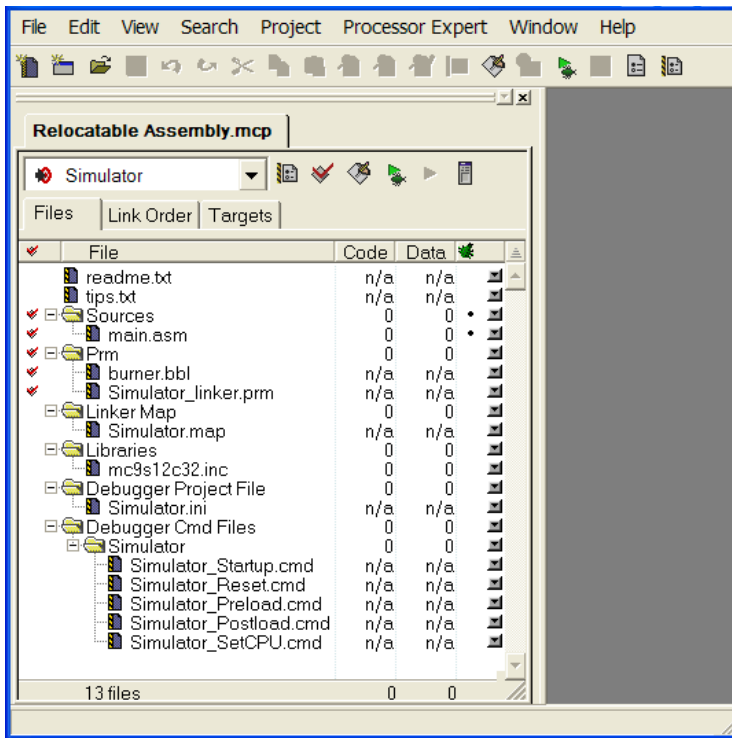 File Edit View Search Project Processor Expert Window Help
Relocatable Assembly.mcp
Simulator
Files Link Order Targets
File Code Data
readme.txt n/a n/a
tips.txt n/a n/a
Sources 0 0
main.asm 0 0
Prm 0 0
burner.bbl n/a n/a
Simulator_linker.prm n/a n/a
Linker Map 0 0
Simulator.map n/a n/a
Libraries 0 0
mc9s12c32.inc 0 0
Debugger Project File 0 0
Simulator.ini n/a n/a
Debugger Cmd Files 0 0
Simulator 0 0
Simulator_Startup.cmd n/a n/a
Simulator_Reset.cmd n/a n/a
Simulator_Preload.cmd n/a n/a
Simulator_Postload.cmd n/a n/a
Simulator_SetCPU.cmd n/a n/a
13 files 0 0